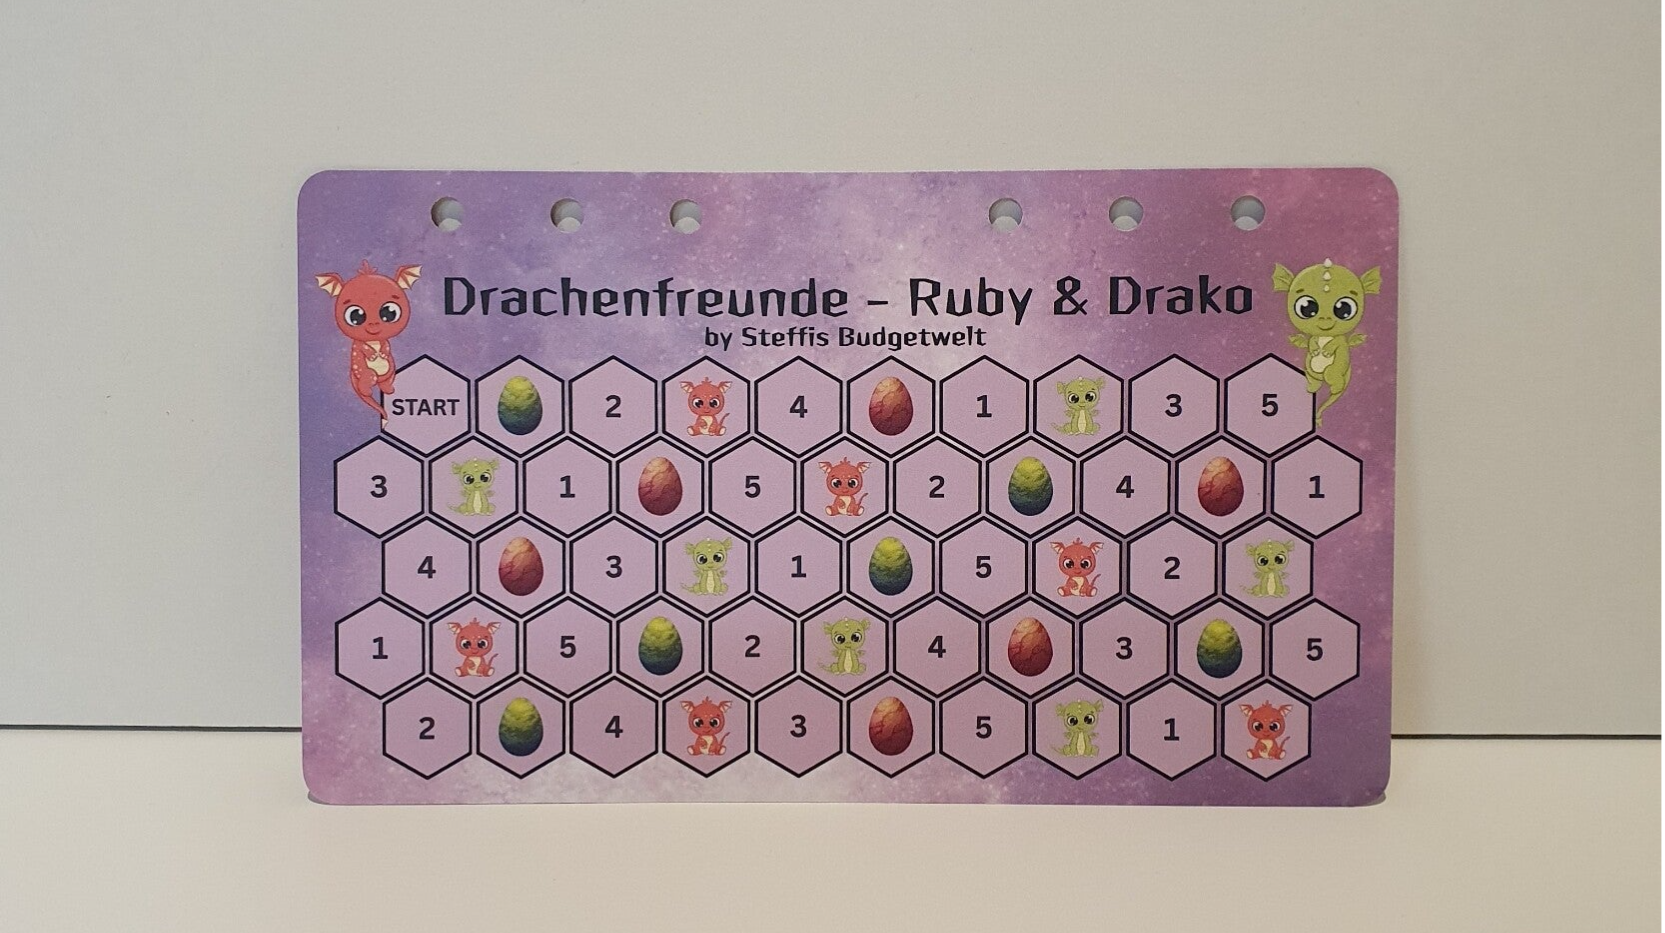 Drachenfreunde - Ruby & Drako
by Steffis Budgetwelt
START 2 4 1 3 5
3 1 5 2 4 1
4 3 1 5 2
1 5 2 4 3 5
2 4 3 5 1